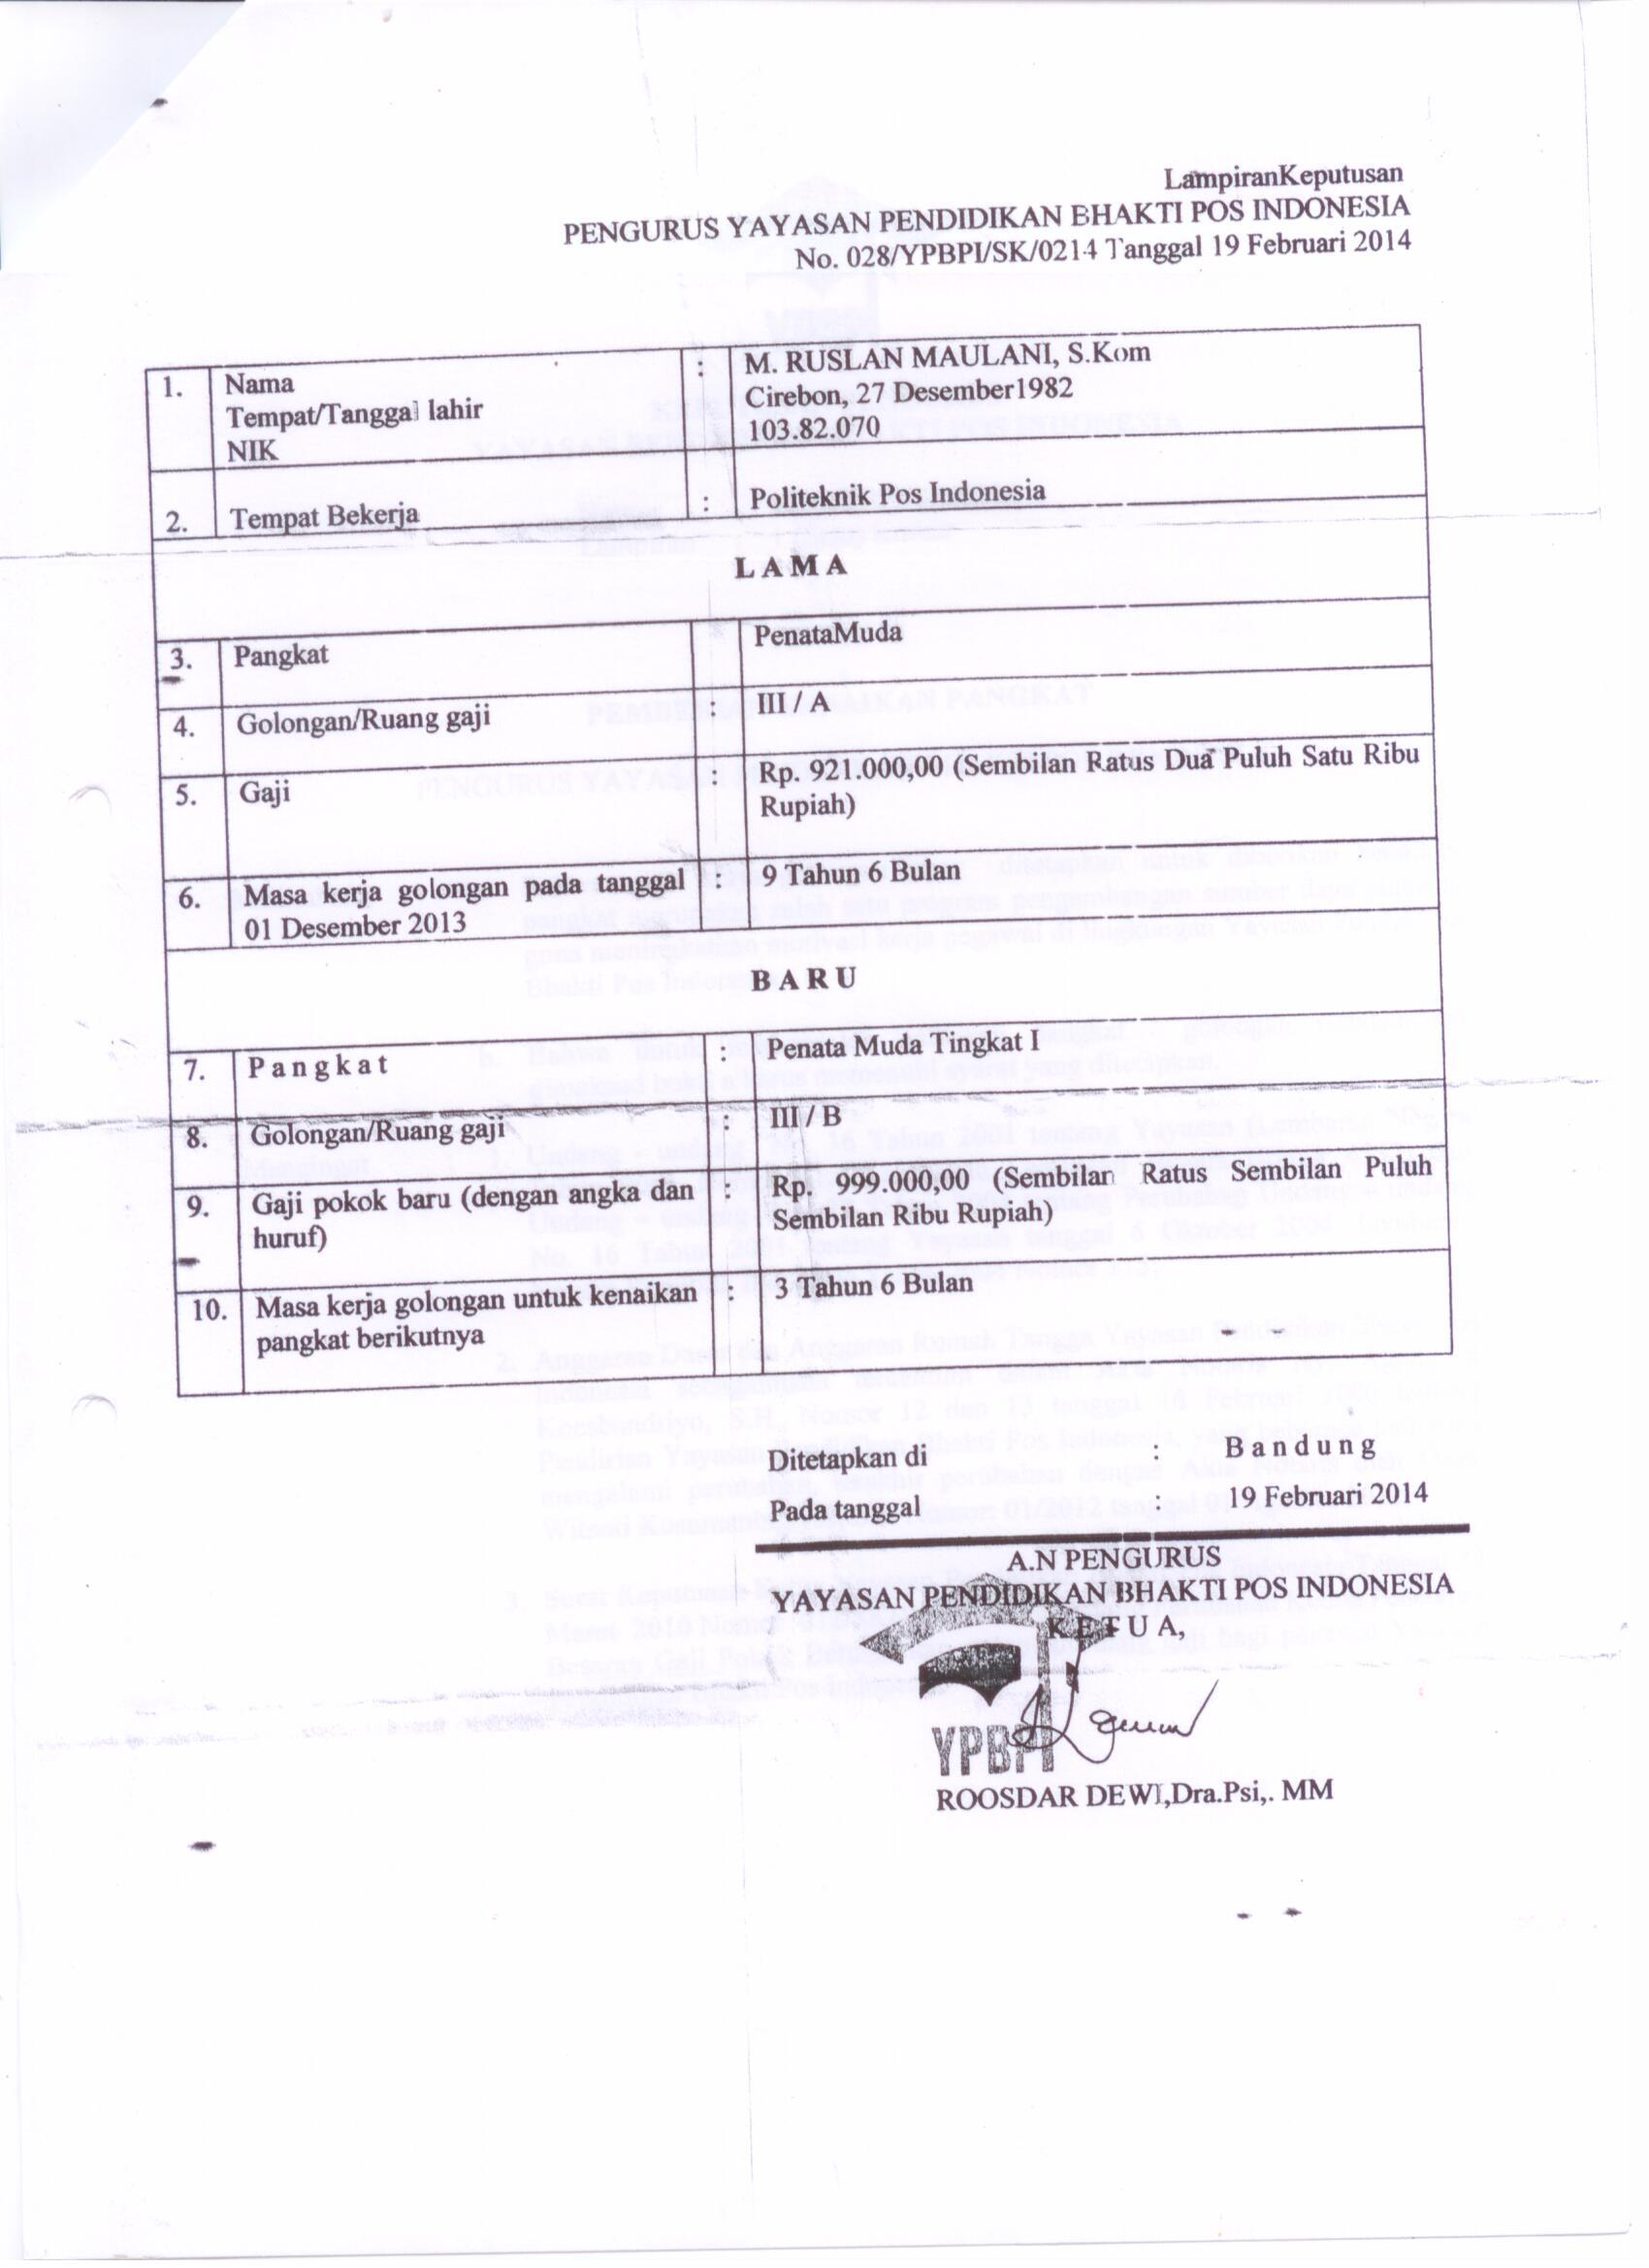 LampiranKeputusan
PENGURUS YAYASAN PENDIDIKAN BHAKTI POS INDONESIA
No. 028/YPBPI/SK/0214 Tanggal 19 Februari 2014
1. Nama : M. RUSLAN MAULANI, S.Kom
Tempat/Tanggal lahir Cirebon, 27 Desember1982
NIK 103.82.070
2. Tempat Bekerja : Politeknik Pos Indonesia
L A M A
3. Pangkat PenataMuda
4. Golongan/Ruang gaji : III / A
5. Gaji : Rp. 921.000,00 (Sembilan Ratus Dua Puluh Satu Ribu
Rupiah)
6. Masa kerja golongan pada tanggal : 9 Tahun 6 Bulan
01 Desember 2013
B A R U
7. P a n g k a t : Penata Muda Tingkat I
8. Golongan/Ruang gaji : III / B
9. Gaji pokok baru (dengan angka dan : Rp. 999.000,00 (Sembilan Ratus Sembilan Puluh
huruf) Sembilan Ribu Rupiah)
10. Masa kerja golongan untuk kenaikan : 3 Tahun 6 Bulan
pangkat berikutnya
Ditetapkan di : B a n d u n g
Pada tanggal : 19 Februari 2014
A.N PENGURUS
YAYASAN PENDIDIKAN BHAKTI POS INDONESIA
K E T U A,
YPBPI
ROOSDAR DEWI,Dra.Psi,. MM